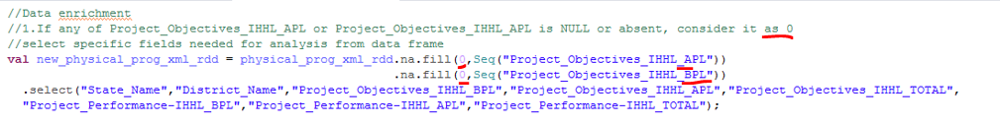 //Data enrichment
//1.If any of Project_Objectives_IHHL_APL or Project_Objectives_IHHL_APL is NULL or absent, consider it as 0
//select specific fields needed for analysis from data frame
val new_physical_prog_xml_rdd = physical_prog_xml_rdd.na.fill(0,Seq("Project_Objectives_IHHL_APL"))
.na.fill(0,Seq("Project_Objectives_IHHL_BPL"))
.select("State_Name","District_Name","Project_Objectives_IHHL_BPL","Project_Objectives_IHHL_APL","Project_Objectives_IHHL_TOTAL",
"Project_Performance-IHHL_BPL","Project_Performance-IHHL_APL","Project_Performance-IHHL_TOTAL");